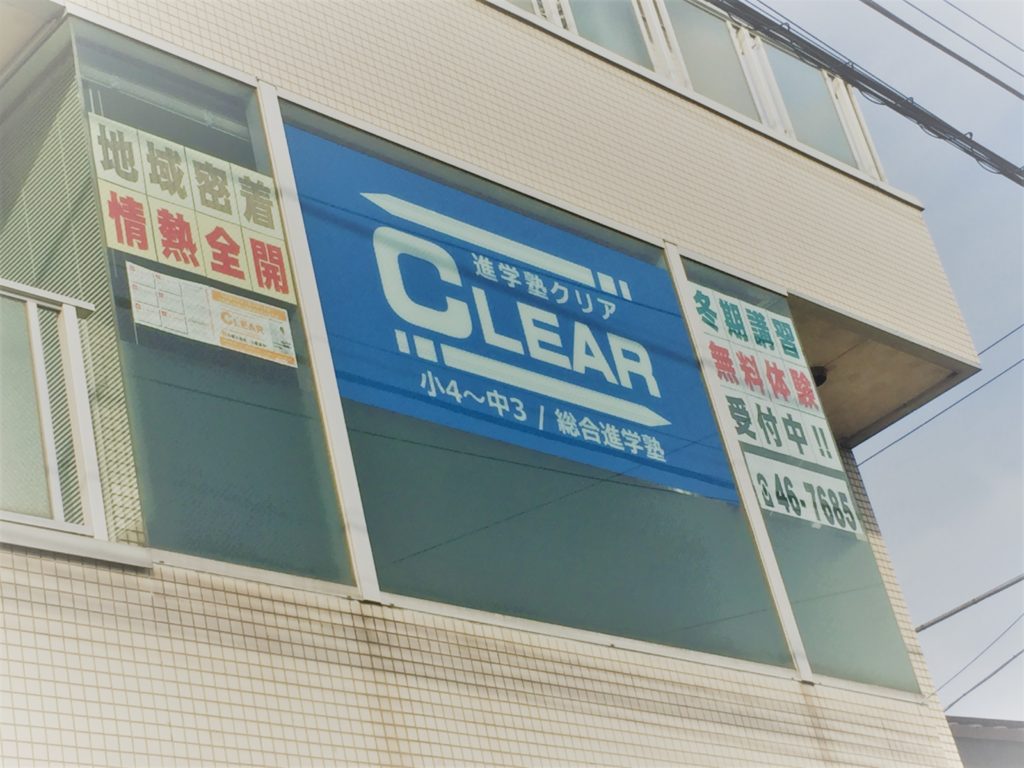 地域密着
情熱全開
CLEAR
進学塾クリア
CLEAR
小4～中3 / 総合進学塾
冬期講習
無料体験
受付中!!
46-7685